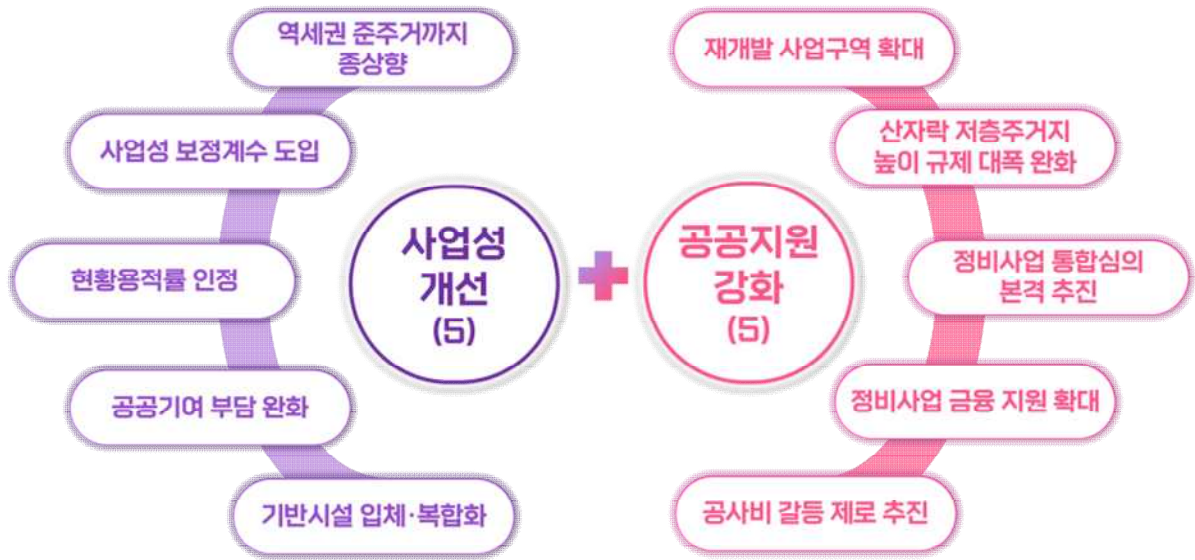 역세권 준주거까지
종상향
사업성 보정계수 도입
현황용적률 인정
공공기여 부담 완화
기반시설 입체·복합화
사업성
개선
(5)
공공지원
강화
(5)
재개발 사업구역 확대
산자락 저층주거지
높이 규제 대폭 완화
정비사업 통합심의
본격 추진
정비사업 금융 지원 확대
공사비 갈등 제로 추진